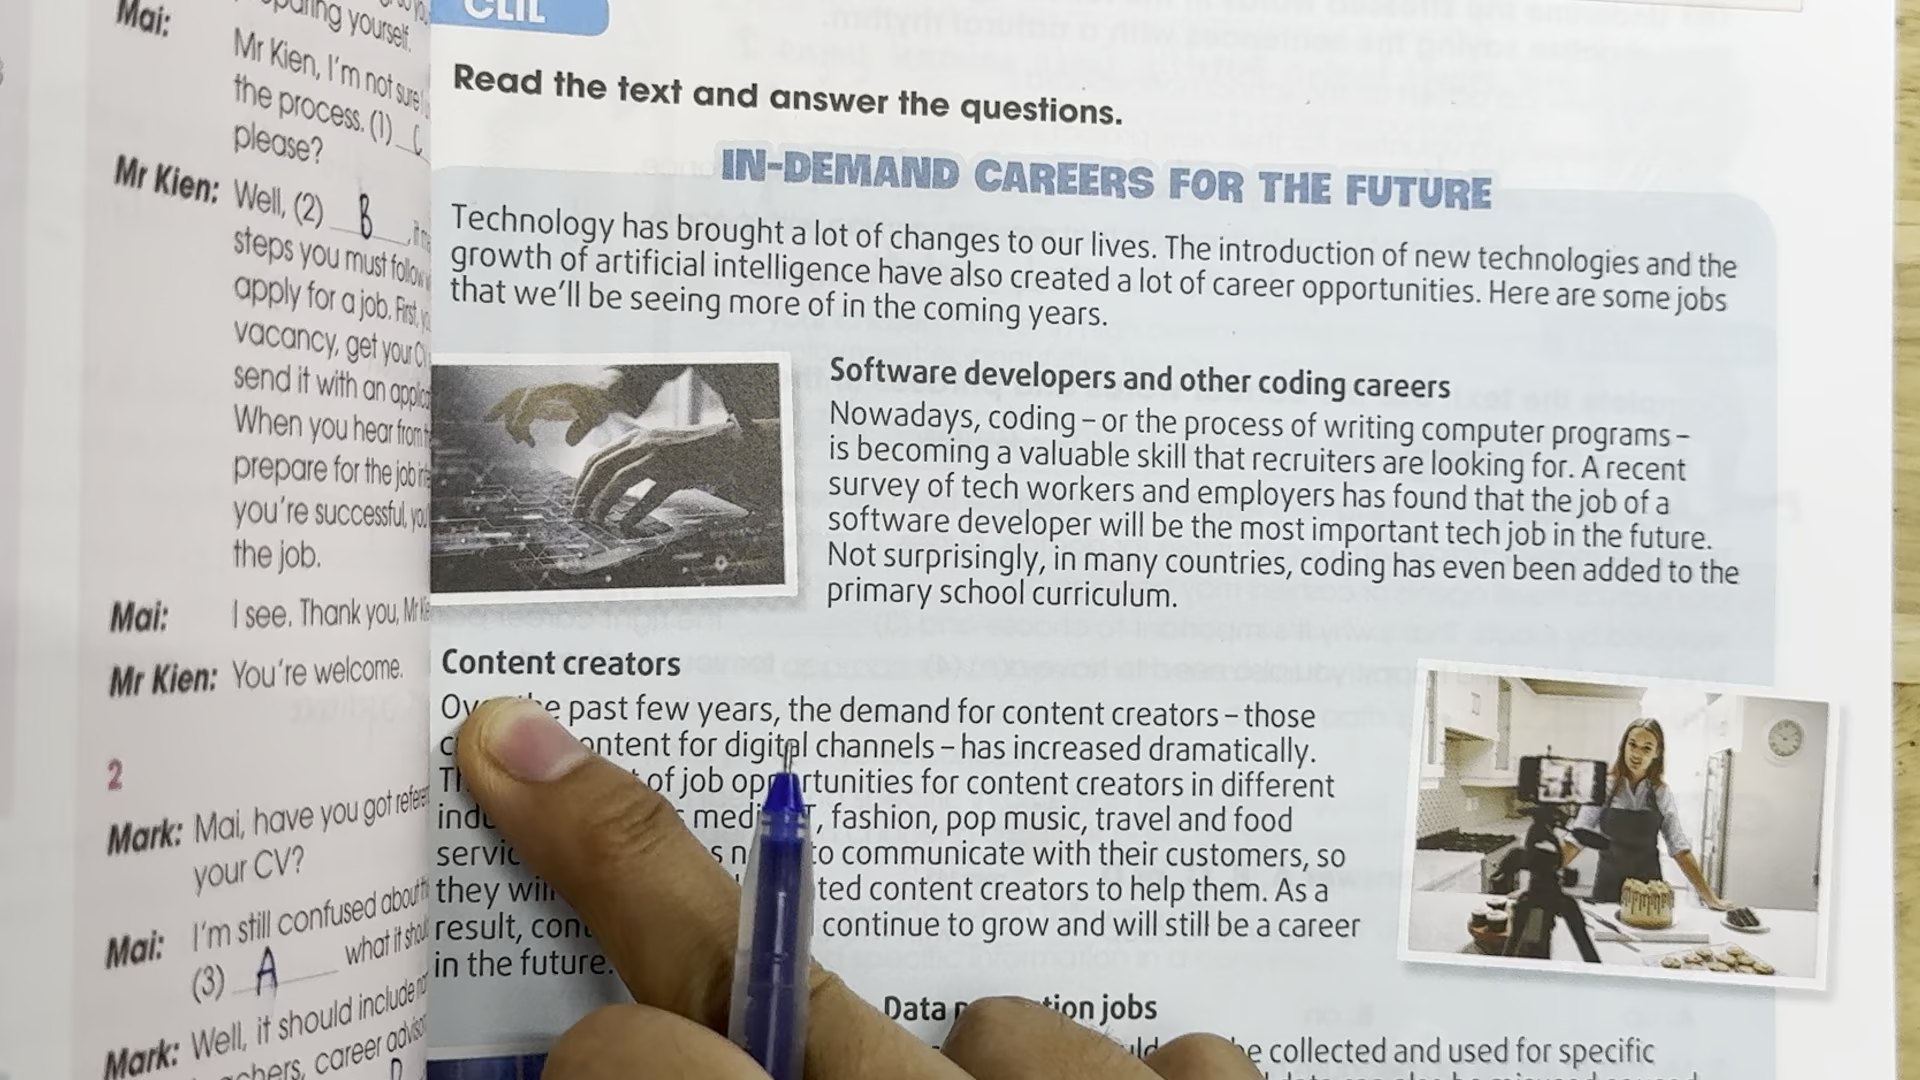 Mai:
paring yourself.
Mr Kien, I'm not sure
the process. (1) C
please?
Mr Kien: Well, (2) B
steps you must follow
apply for a job. First,
vacancy, get your
send it with an
When you hear from
prepare for the job
you're successful, you
the job.
Mai: I see. Thank you, Mr
Mr Kien: You're welcome.
2
Mark: Mai, have you got
your CV?
Mai: I'm still confused about
(3) A what it
Mark: Well, it should include
career
CLIL
Read the text and answer the questions.
IN-DEMAND CAREERS FOR THE FUTURE
Technology has brought a lot of changes to our lives. The introduction of new technologies and the
growth of artificial intelligence have also created a lot of career opportunities. Here are some jobs
that we'll be seeing more of in the coming years.
Software developers and other coding careers
Nowadays, coding – or the process of writing computer programs –
is becoming a valuable skill that recruiters are looking for. A recent
survey of tech workers and employers has found that the job of a
software developer will be the most important tech job in the future.
Not surprisingly, in many countries, coding has even been added to the
primary school curriculum.
Content creators
past few years, the demand for content creators – those
content for digital channels – has increased dramatically.
of job opportunities for content creators in different
fashion, pop music, travel and food
to communicate with their customers, so
they will content creators to help them. As a
result, continue to grow and will still be a career
in the future.
Data jobs
be collected and used for specific